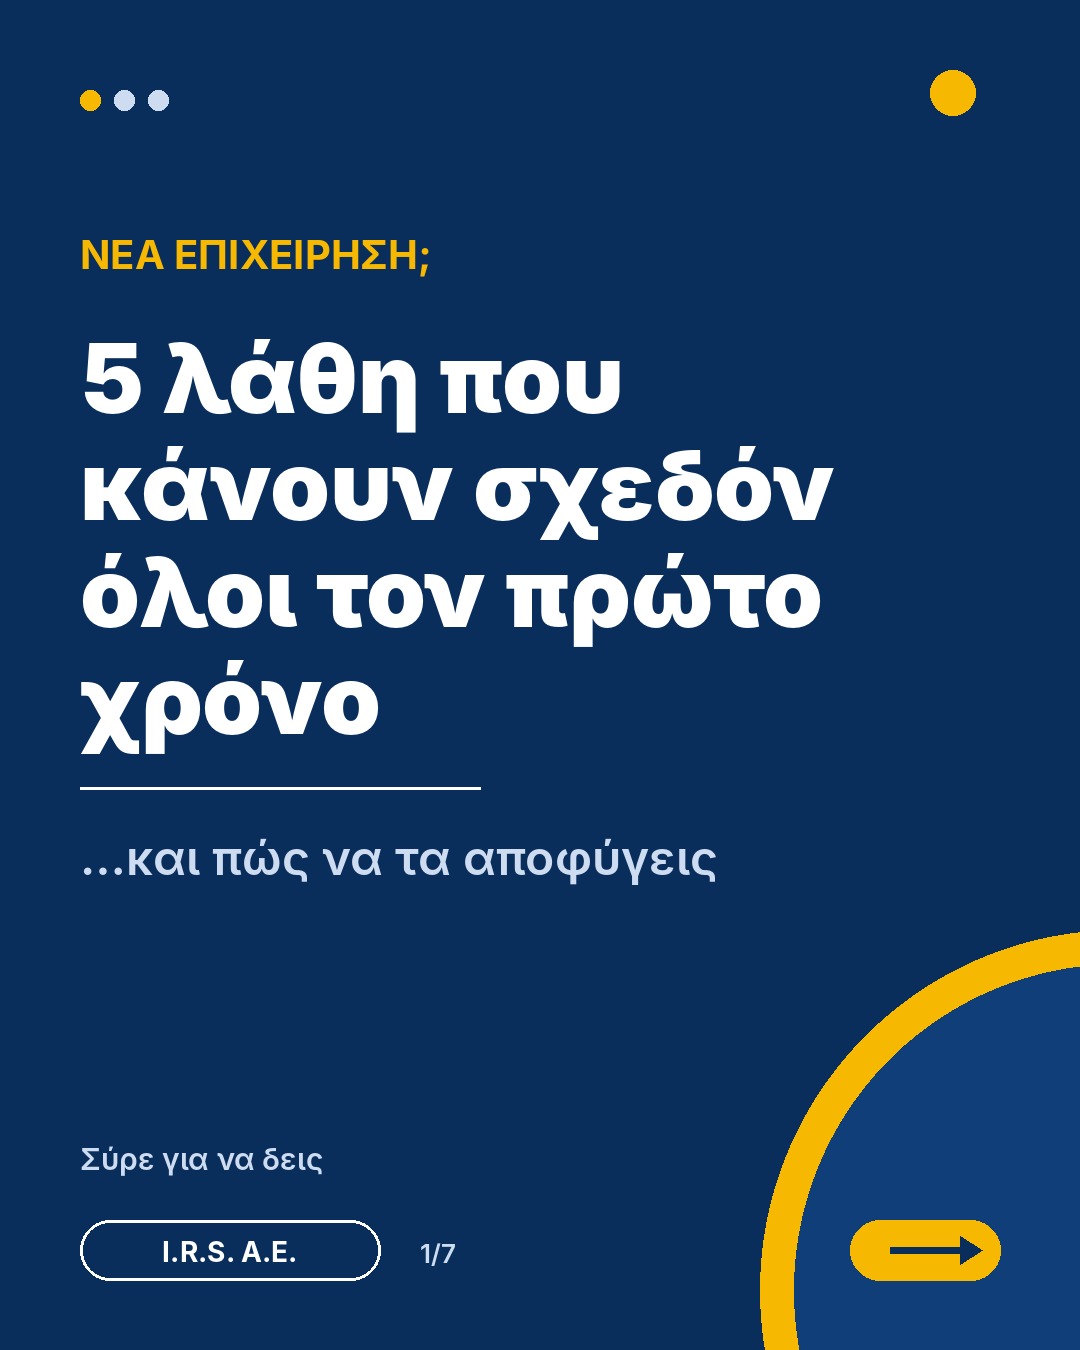 ΝΕΑ ΕΠΙΧΕΙΡΗΣΗ;
5 λάθη που
κάνουν σχεδόν
όλοι τον πρώτο
χρόνο
...και πώς να τα αποφύγεις
Σύρε για να δεις
I.R.S. A.E.
1/7